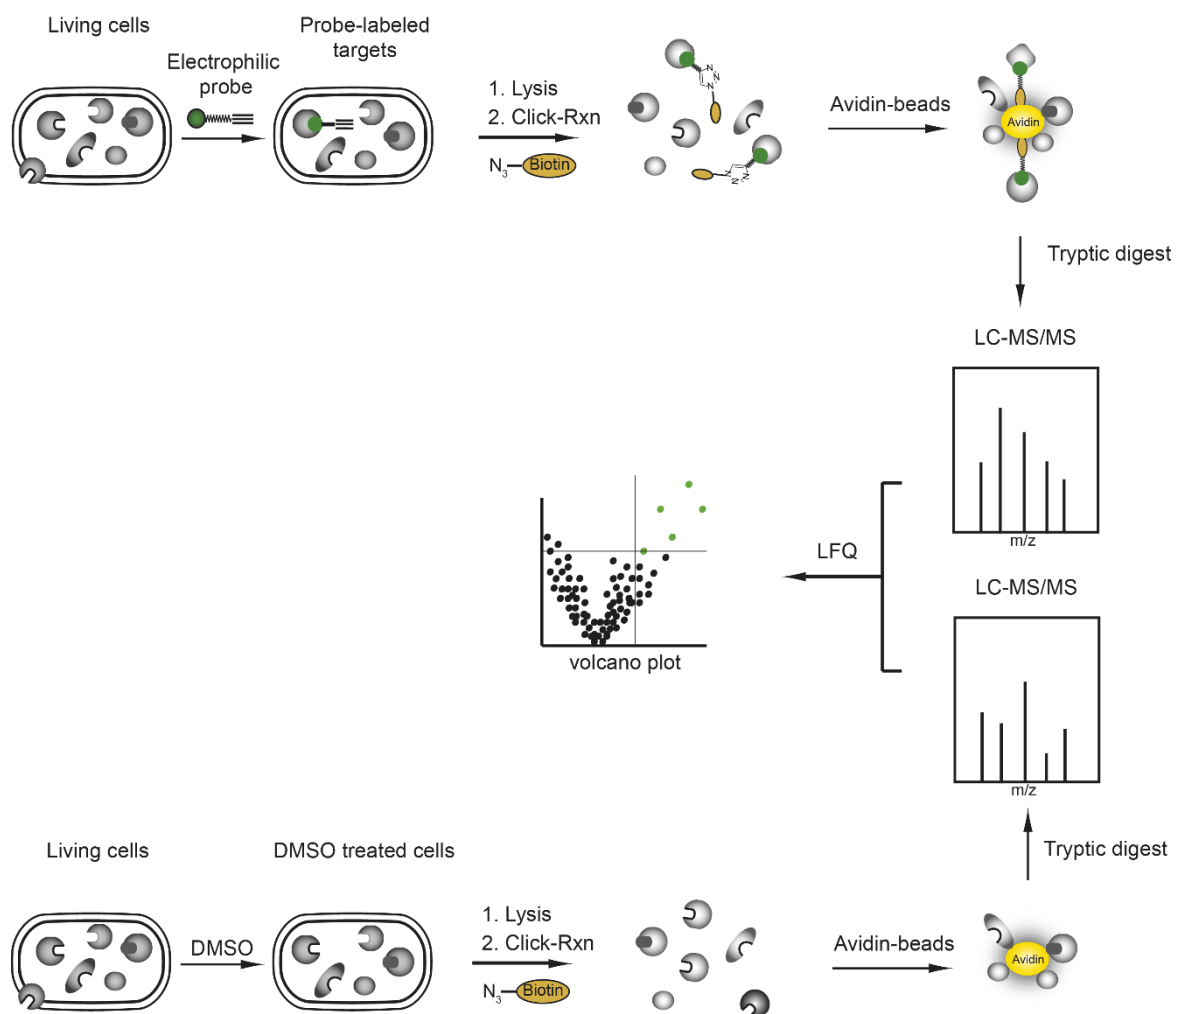 Living cells
Electrophilic
probe
Probe-labeled
targets
1. Lysis
2. Click-Rxn
N3
Biotin
N
N
N
N
N
N
Avidin-beads
Avidin
Tryptic digest
LC-MS/MS
m/z
LFQ
volcano plot
LC-MS/MS
m/z
Tryptic digest
Living cells
DMSO
DMSO treated cells
1. Lysis
2. Click-Rxn
N3
Biotin
Avidin-beads
Avidin